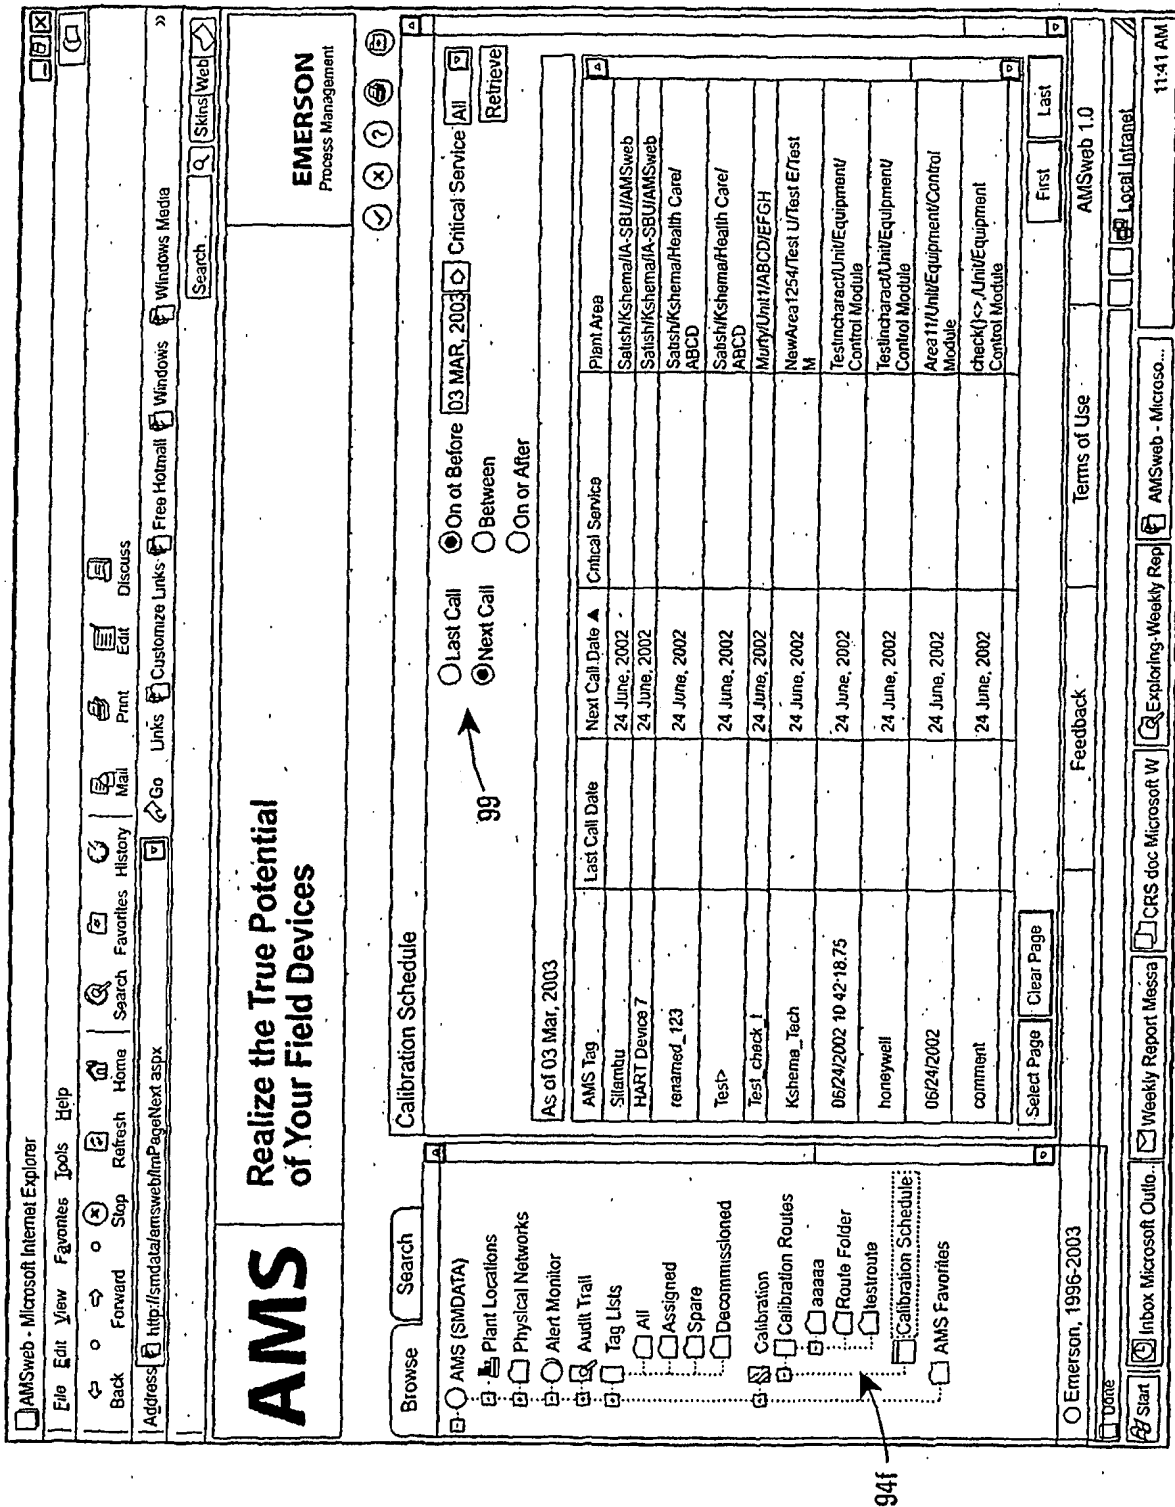 AMSweb - Microsoft Internet Explorer
File Edit View Favorites Tools Help
Back Forward Stop Refresh Home Search Favorites History Mail Print Edit Discuss
Address http://smdata/amsweb/fmPageNext aspx Go Links Customize Links Free Hotmail Windows Windows Media »
Search Skins Web
AMS
Realize the True Potential
of Your Field Devices
EMERSON
Process Management
Browse Search
AMS (SMDATA)
Plant Locations
Physical Networks
Alert Monitor
Audit Trail
Tag Lists
All
Assigned
Spare
Decommissioned
Calibration
Calibration Routes
aaaaa
Route Folder
testroute
Calibration Schedule
AMS Favorites
94f
Calibration Schedule
99
Last Call On ot Before 03 MAR, 2003 Critical Service All
Next Call Between Retrieve
On or After
As of 03 Mar, 2003
AMS Tag Last Call Date Next Call Date ▲ Critical Service Plant Area
Silambu 24 June, 2002 Satish/Kshema/IA-SBU/AMSweb
HART Device 7 24 June, 2002 Satish/Kshema/IA-SBU/AMSweb
renamed_123 24 June, 2002 Satish/Kshema/Health Care/
ABCD
Test> 24 June, 2002 Satish/Kshema/Health Care/
ABCD
Test_check_! 24 June, 2002 Murty/Unit1/ABCD/EFGH
Kshema_Tech 24 June, 2002 NewArea1254/Test U/Test E/Test
M
06/24/2002 10 42·18.75 24 June, 2002 Testincharact/Unit/Equipment/
Control Module
honeywell 24 June, 2002 Testincharact/Unit/Equipment/
Control Module
06/24/2002 24 June, 2002 Area11/Unit/Equipment/Control
Module
comment 24 June, 2002 check(}<>,/Unit/Equipment
Control Module
Select Page Clear Page First Last
Emerson, 1996-2003 Feedback Terms of Use AMSweb 1.0
Done Local Intranet
Start Inbox Microsoft Outlo.. Weekly Report Messa CRS doc Microsoft W Exploring-Weekly Rep AMSweb - Microso... 11:41 AM